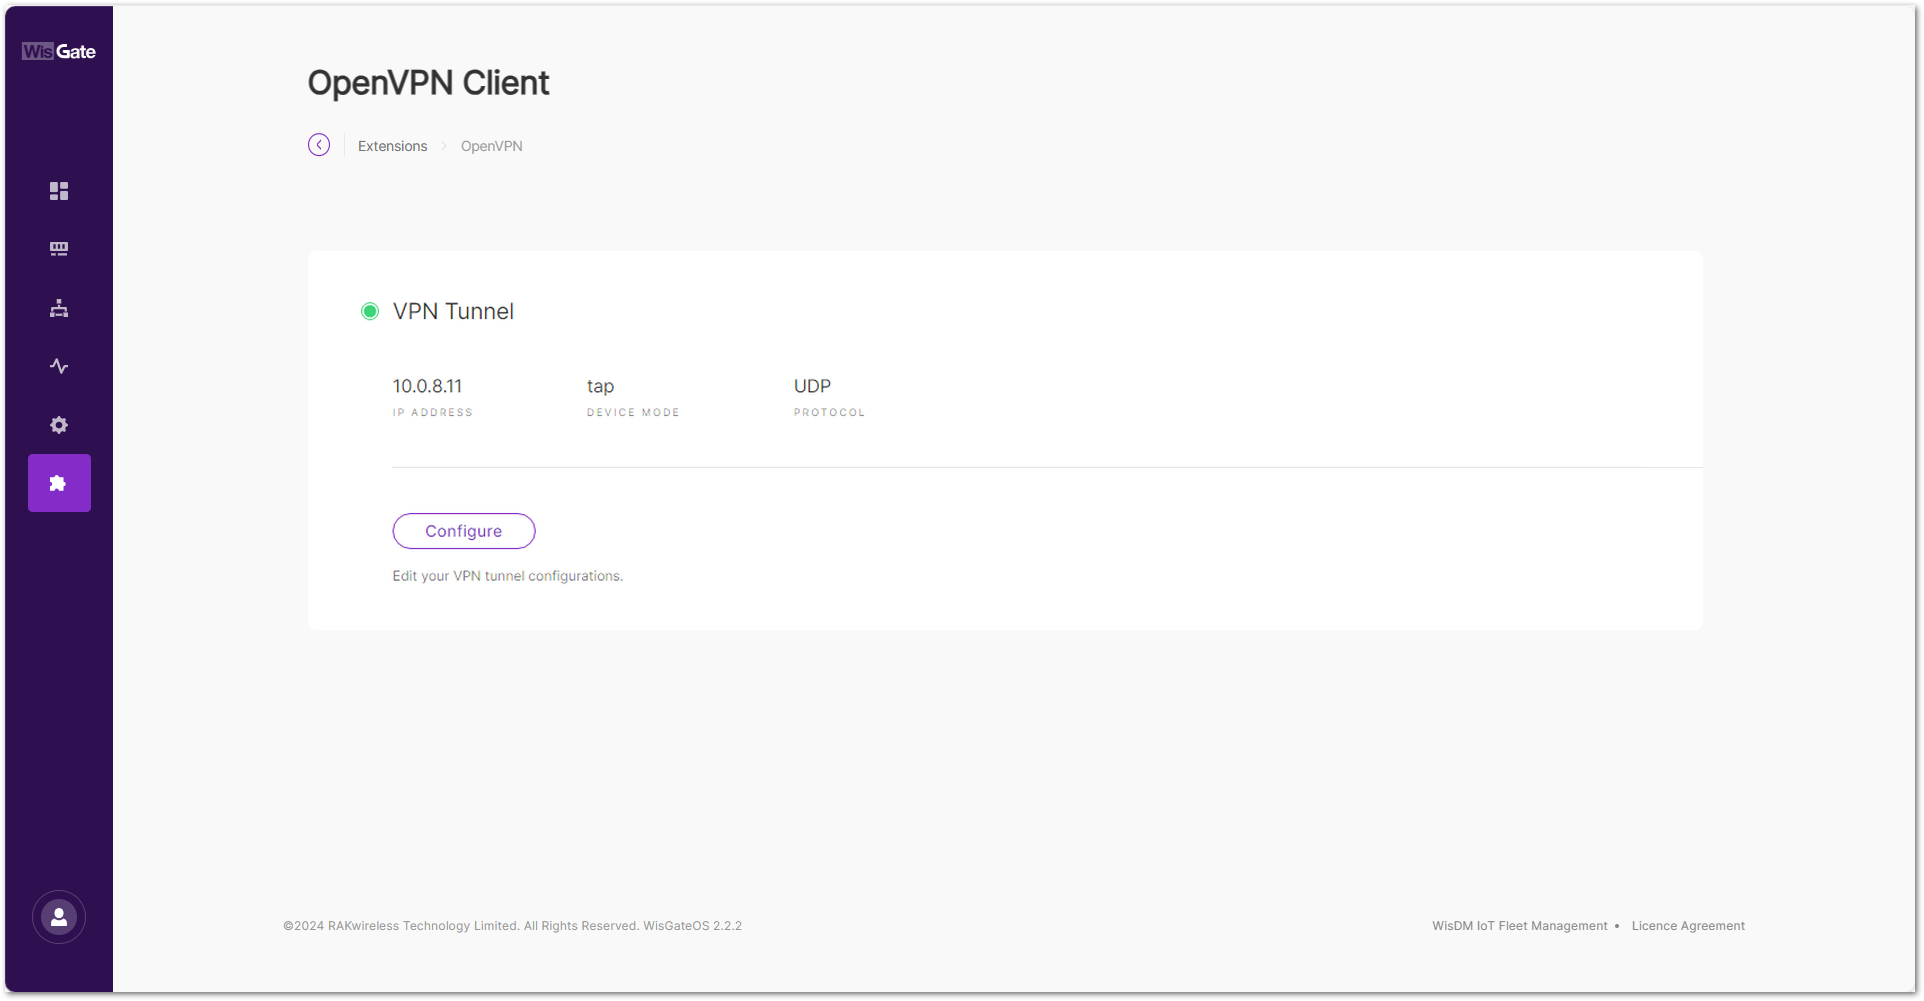 WisGate
OpenVPN Client
Extensions > OpenVPN
VPN Tunnel
10.0.8.11 tap UDP
IP ADDRESS DEVICE MODE PROTOCOL
Configure
Edit your VPN tunnel configurations.
©2024 RAKwireless Technology Limited. All Rights Reserved. WisGateOS 2.2.2
WisDM IoT Fleet Management • Licence Agreement